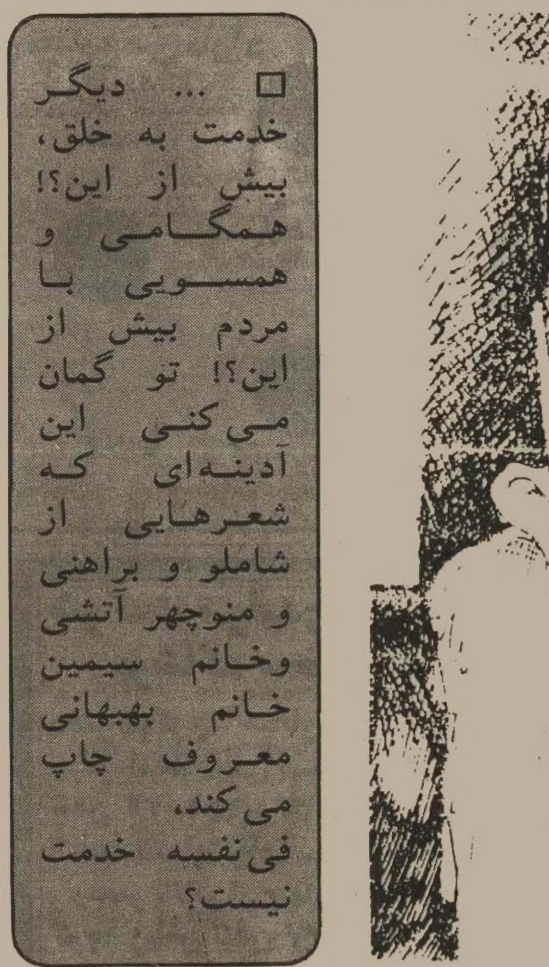 □ ... دیگر
خدمت به خلق،
بیش از این؟!
همگامی و
همسویی با
مردم بیش از
این؟! تو گمان
می‌کنی این
آدینه‌ای که
شعرهایی از
شاملو و براهنی
و منوچهر آتشی
وخانم سیمین
خانم بهبهانی
معروف چاپ
می‌کند،
فی‌نفسه خدمت
نیست؟